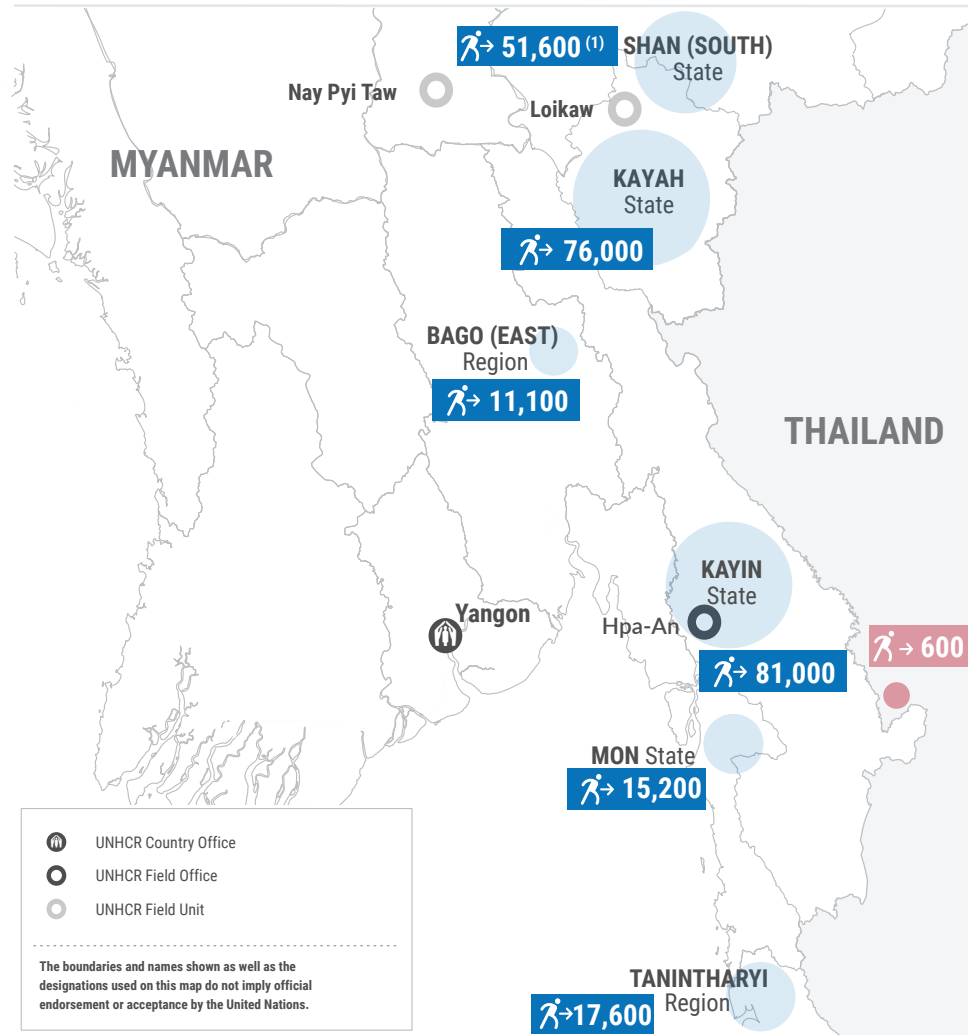 51,600 (1)
SHAN (SOUTH)
State
Nay Pyi Taw
Loikaw
MYANMAR
KAYAH
State
76,000
BAGO (EAST)
Region
11,100
THAILAND
KAYIN
State
Yangon
Hpa-An
600
81,000
MON State
15,200
UNHCR Country Office
UNHCR Field Office
UNHCR Field Unit
The boundaries and names shown as well as the
designations used on this map do not imply official
endorsement or acceptance by the United Nations.
TANINTHARYI
Region
17,600